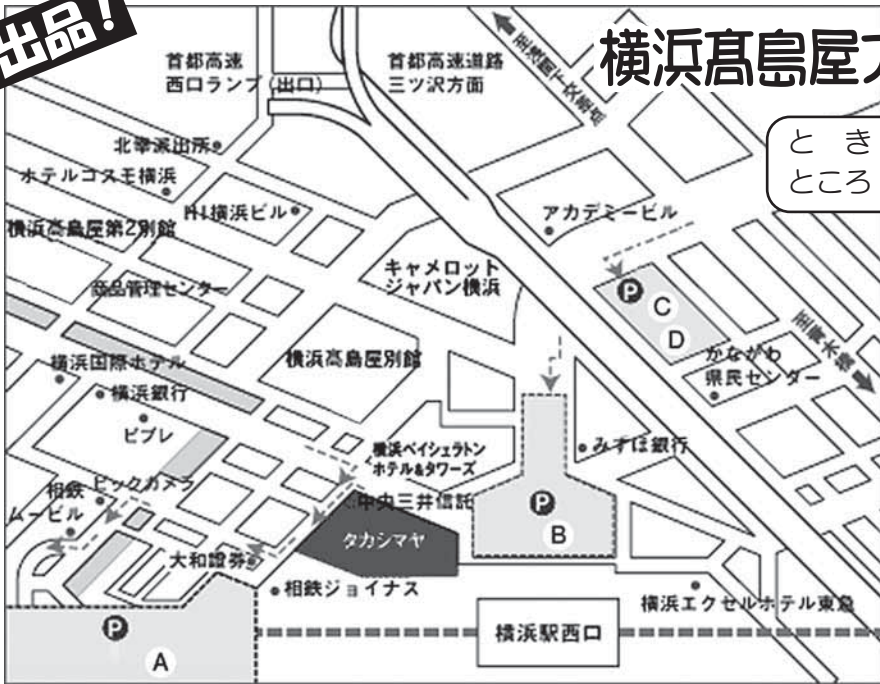 出品！
横浜髙島屋
と き
ところ
首都高速
西口ランプ（出口）
首都高速道路
三ツ沢方面
北幸派出所
ホテルコスモ横浜
HI横浜ビル
横浜髙島屋第2別館
商品管理センター
アカデミービル
キャメロット
ジャパン横浜
P
C
D
かながわ
県民センター
至青木橋
横浜国際ホテル
横浜髙島屋別館
横浜銀行
ビブレ
みずほ銀行
横浜ベイシェラトン
ホテル&タワーズ
中央三井信託
相鉄
ムービル
ビックカメラ
P
B
タカシマヤ
大和證券
相鉄ジョイナス
横浜エクセルホテル東急
横浜駅西口
P
A